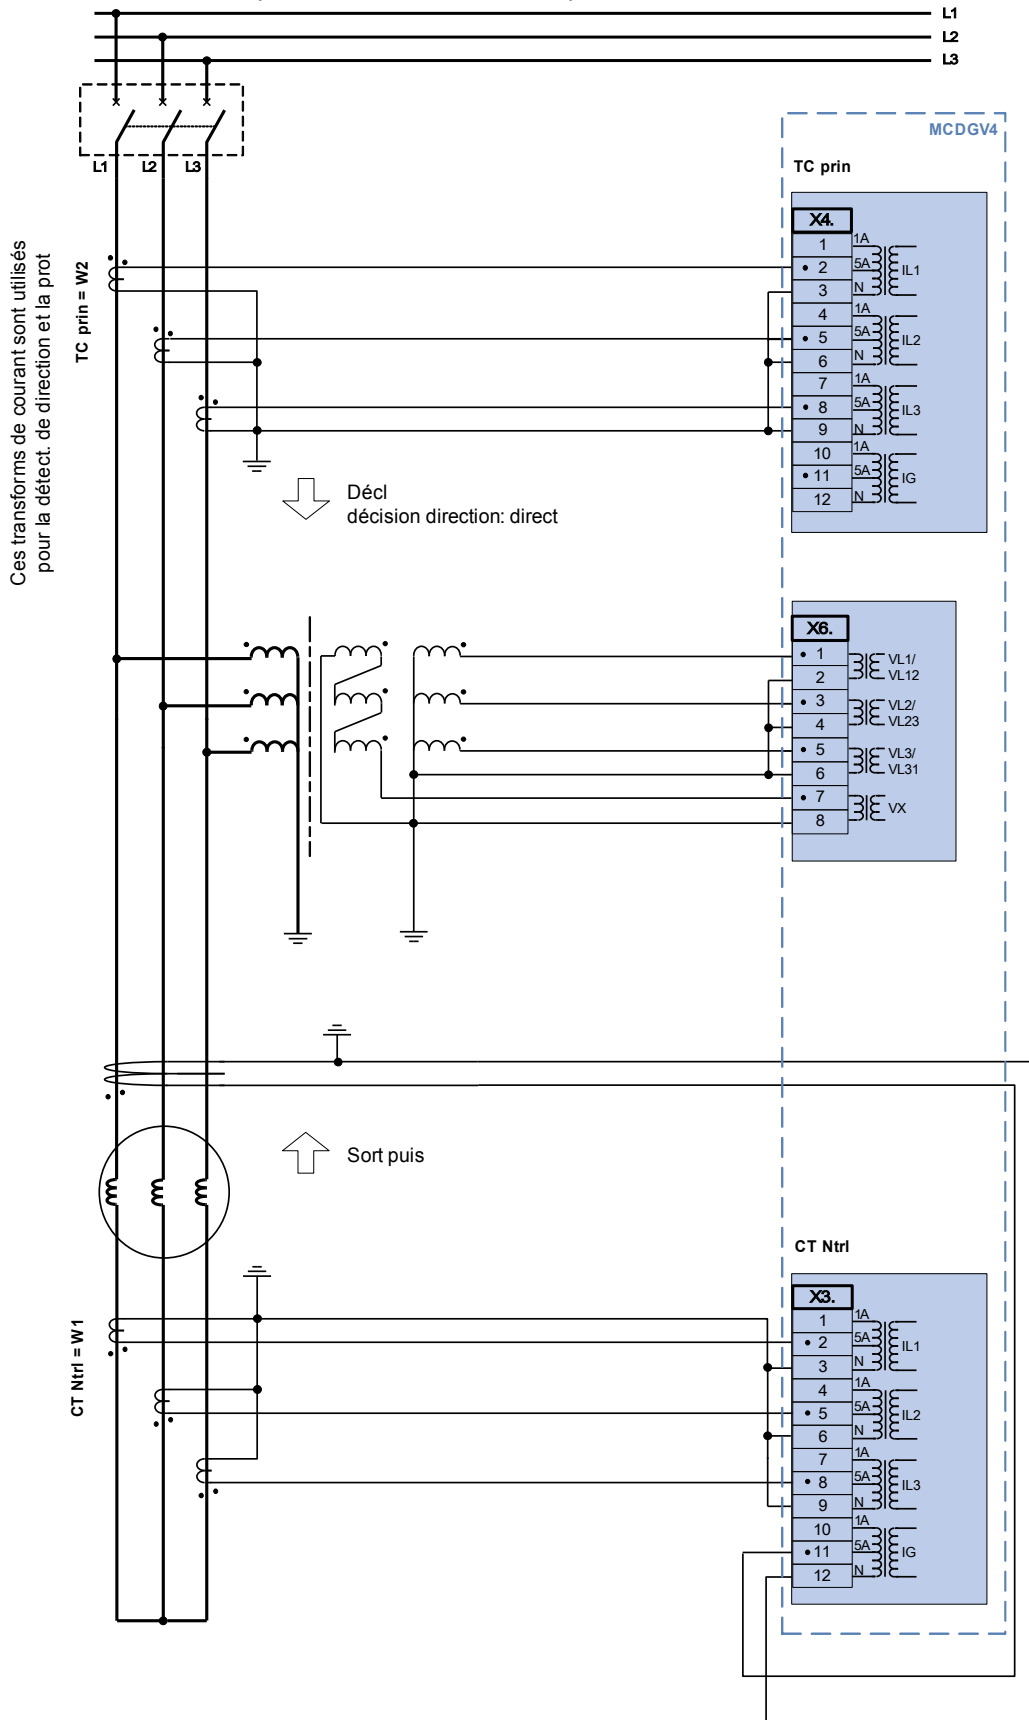 L1
L2
L3
L1
L2
L3
MCDGV4
TC prin
Ces transforms de courant sont utilisés
pour la détect. de direction et la prot
TC prin = W2
X4.
1
1A
2
5A
IL1
3
N
4
1A
5
5A
IL2
6
N
7
1A
8
5A
IL3
9
N
10
1A
11
5A
IG
12
N
Décl
décision direction: direct
X6.
1
VL1/
2
VL12
3
VL2/
4
VL23
5
VL3/
6
VL31
7
VX
8
Sort puis
CT Ntrl
CT Ntrl = W1
X3.
1
1A
2
5A
IL1
3
N
4
1A
5
5A
IL2
6
N
7
1A
8
5A
IL3
9
N
10
1A
11
5A
IG
12
N